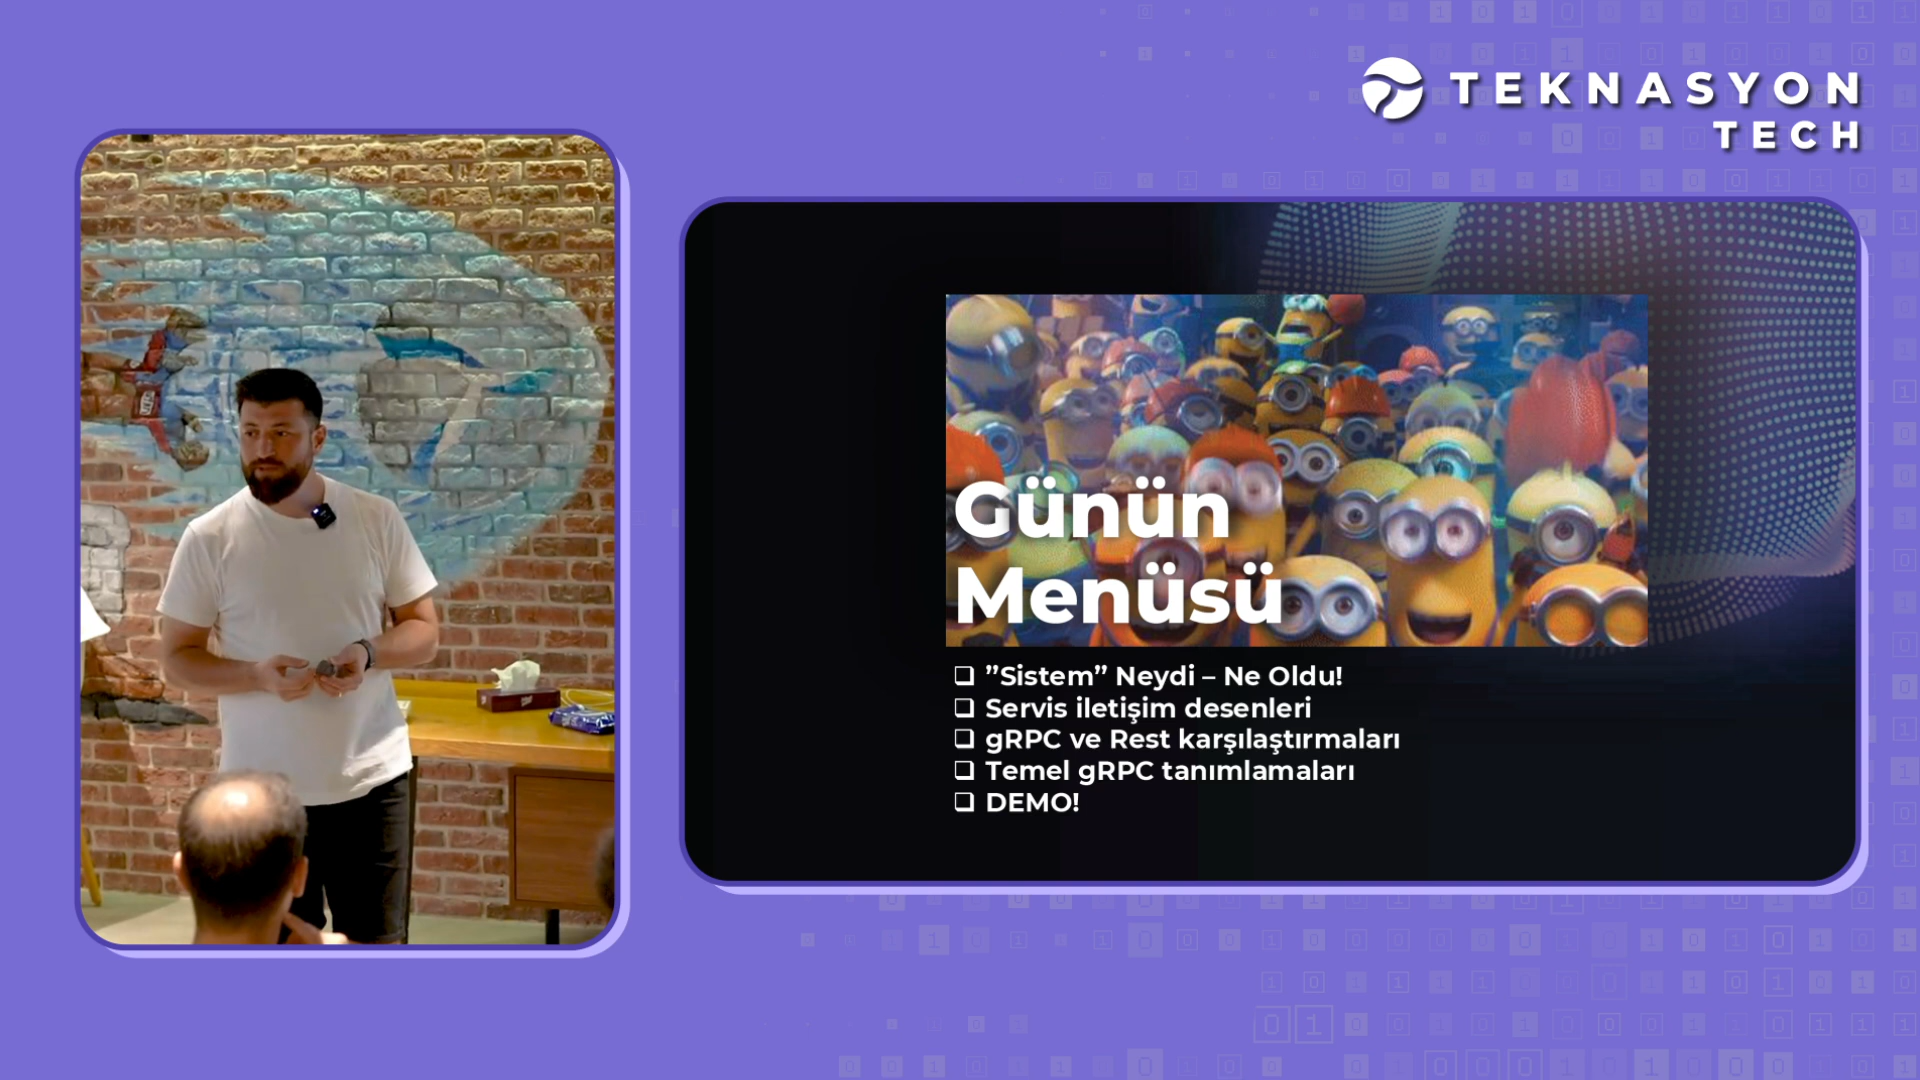 TEKNASYON
TECH
Günün
Menüsü
❑ ”Sistem” Neydi – Ne Oldu!
❑ Servis iletişim desenleri
❑ gRPC ve Rest karşılaştırmaları
❑ Temel gRPC tanımlamaları
❑ DEMO!